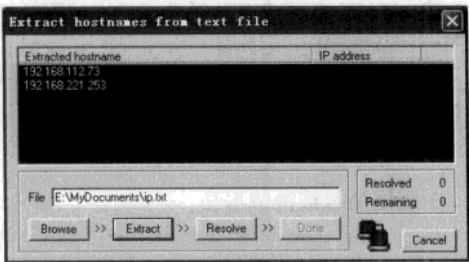 Extract hostnames from text file
Extracted hostname IP address
192.168.112.73
192.168.221.253
File E:\MyDocuments\ip.txt
Resolved 0
Remaining 0
Browse >> Extract >> Resolve >> Done
Cancel